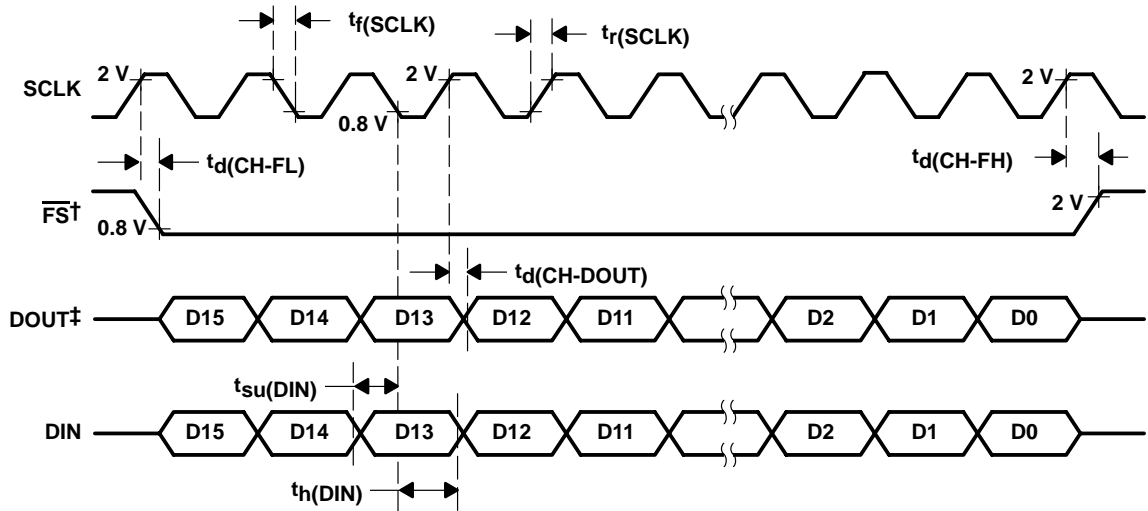 tf(SCLK)
tr(SCLK)
SCLK
2 V
2 V
2 V
0.8 V
td(CH-FL)
td(CH-FH)
FS†
0.8 V
2 V
td(CH-DOUT)
DOUT‡
D15 D14 D13 D12 D11 D2 D1 D0
tsu(DIN)
DIN
D15 D14 D13 D12 D11 D2 D1 D0
th(DIN)